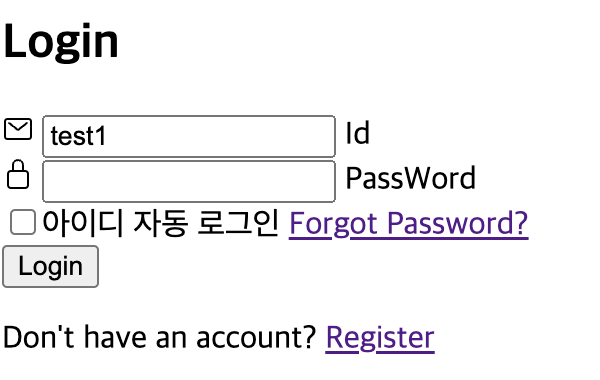 Login
test1 Id
PassWord
아이디 자동 로그인 Forgot Password?
Login
Don't have an account? Register